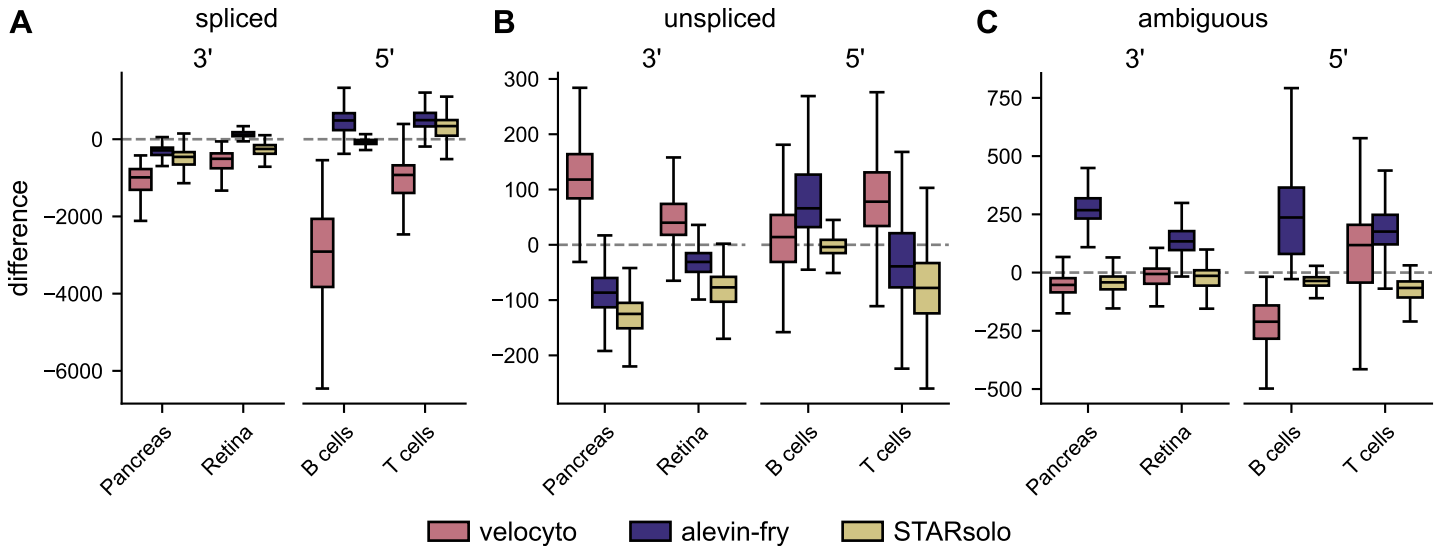 A spliced
3' 5'
0
−2000
−4000
−6000
difference
Pancreas Retina B cells T cells
B unspliced
3' 5'
300
200
100
0
−100
−200
Pancreas Retina B cells T cells
C ambiguous
3' 5'
750
500
250
0
−250
−500
Pancreas Retina B cells T cells
velocyto alevin-fry STARsolo